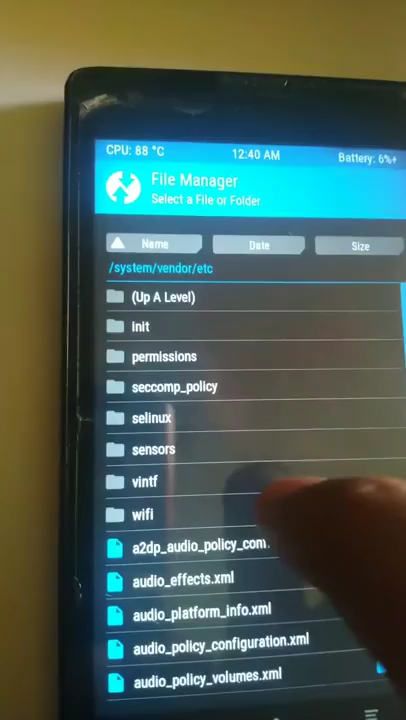 CPU: 88 °C 12:40 AM Battery: 6%+
File Manager
Select a File or Folder
Name Date Size
/system/vendor/etc
(Up A Level)
init
permissions
seccomp_policy
selinux
sensors
vintf
wifi
a2dp_audio_policy_con
audio_effects.xml
audio_platform_info.xml
audio_policy_configuration.xml
audio_policy_volumes.xml